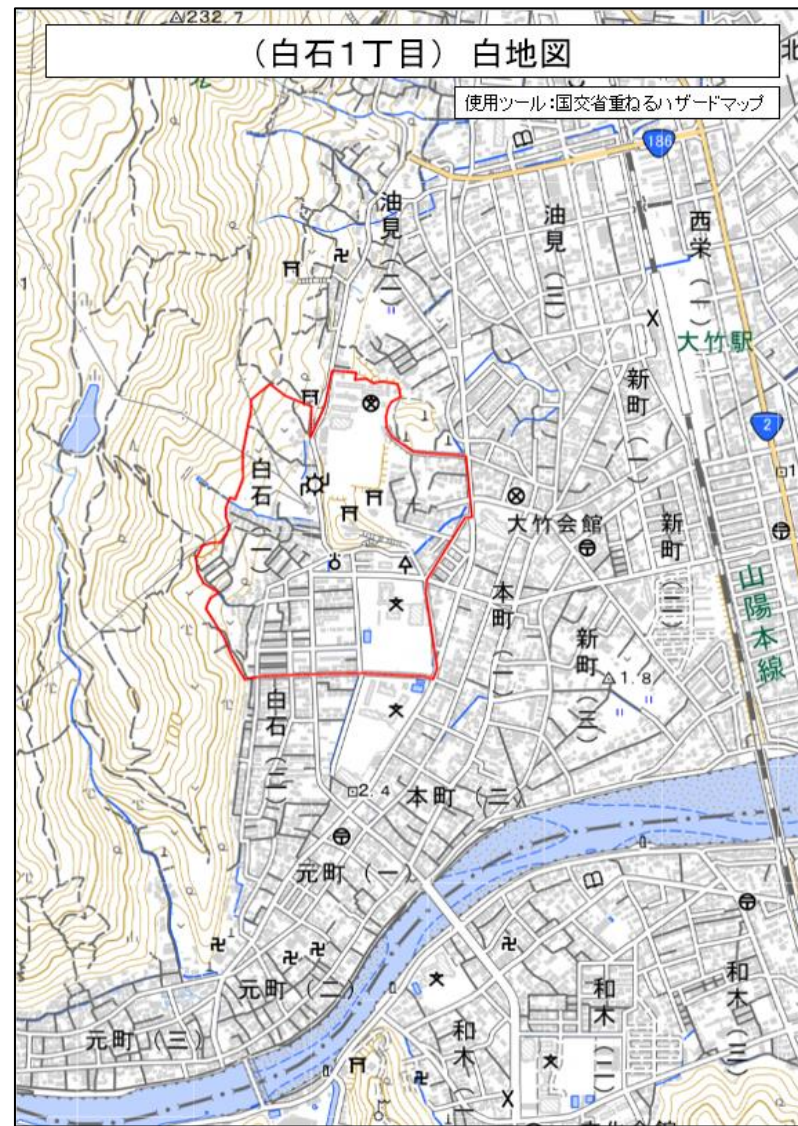 △232.7
(白石1丁目) 白地図
北
使用ツール:国交省重ねるハザードマップ
186
油見(二)
油見(三)
西栄(一)
大竹駅
新町(一)
2
1
白石(一)
大竹会館
新町(二)
本町(一)
山陽本線
新町(三)
1.8
白石(二)
2.4
本町(二)
元町(一)
元町(二)
元町(三)
和木(一)
和木(二)
和木(三)